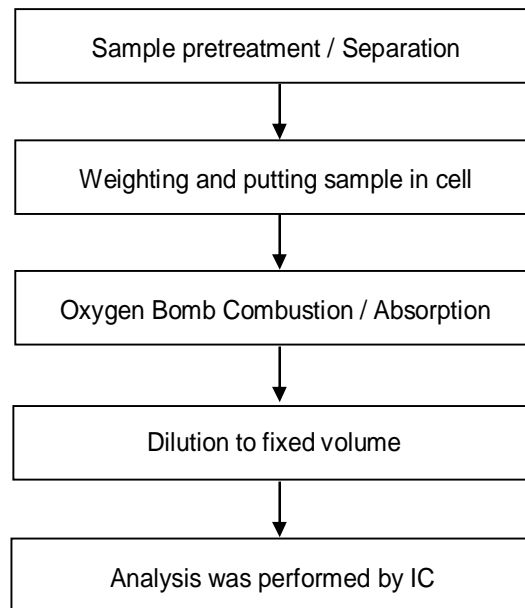 Sample pretreatment / Separation
Weighting and putting sample in cell
Oxygen Bomb Combustion / Absorption
Dilution to fixed volume
Analysis was performed by IC